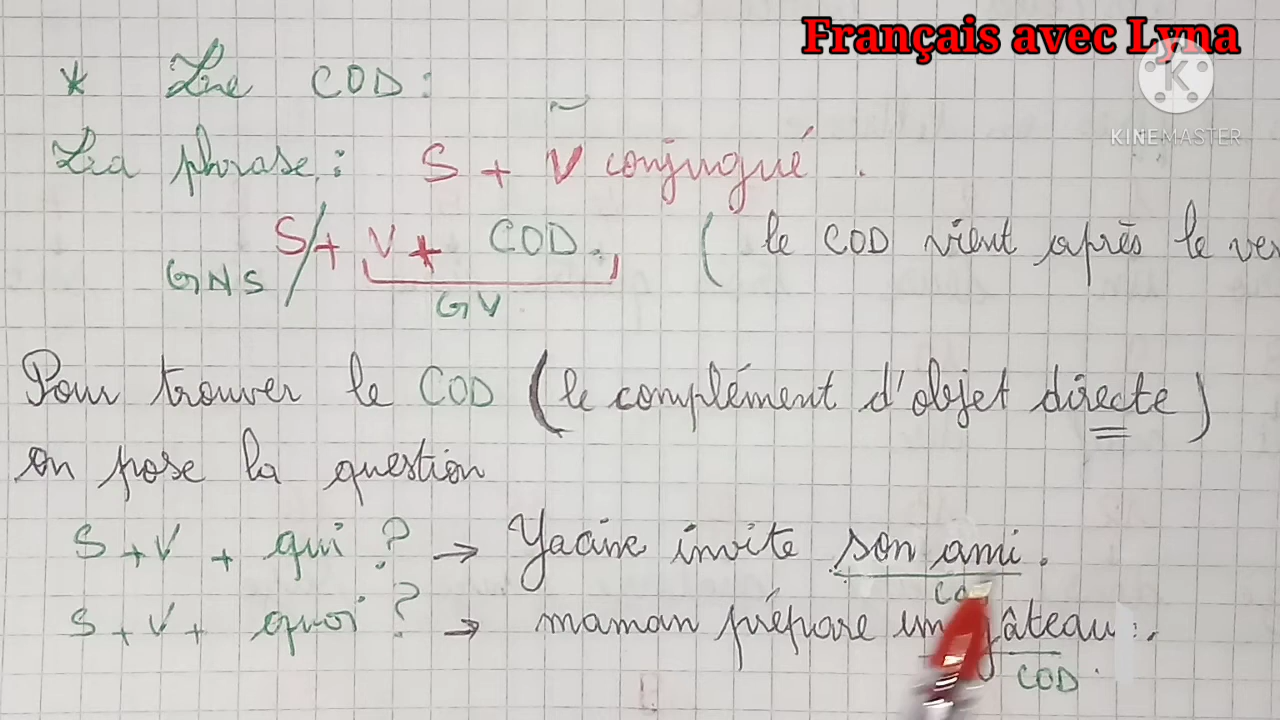 Français avec Lyna
KINEMASTER
* Le COD :
La phrase : S + V conjugué .
S/+ V + COD . ( le COD vient après le ver
GNS GV
Pour trouver le COD (le complément d'objet directe)
on pose la question
S + V + qui ? → Yacine invite son ami .
S + V + quoi ? → maman prépare un gâteau .
COD .